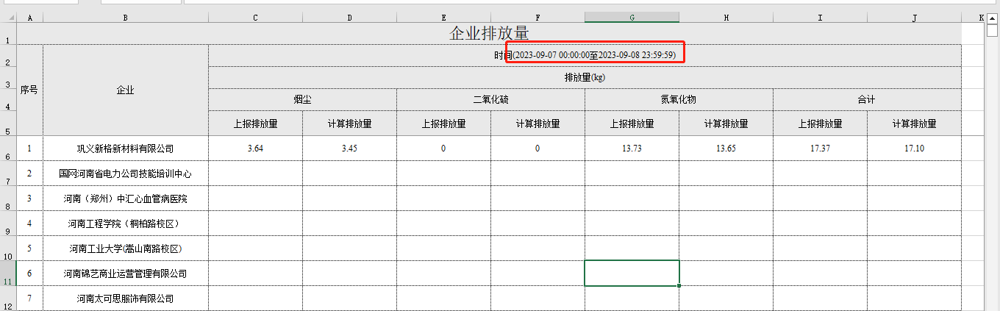 A B C D E F G H I J K
1 企业排放量
2 时间(2023-09-07 00:00:00至2023-09-08 23:59:59)
3 序号 企业 排放量(kg)
4 烟尘 二氧化硫 氮氧化物 合计
5 上报排放量 计算排放量 上报排放量 计算排放量 上报排放量 计算排放量 上报排放量 计算排放量
6 1 巩义新格新材料有限公司 3.64 3.45 0 0 13.73 13.65 17.37 17.10
7 2 国网河南省电力公司技能培训中心
8 3 河南（郑州）中汇心血管病医院
9 4 河南工程学院（桐柏路校区）
10 5 河南工业大学(嵩山南路校区)
11 6 河南锦艺商业运营管理有限公司
12 7 河南太可思服饰有限公司